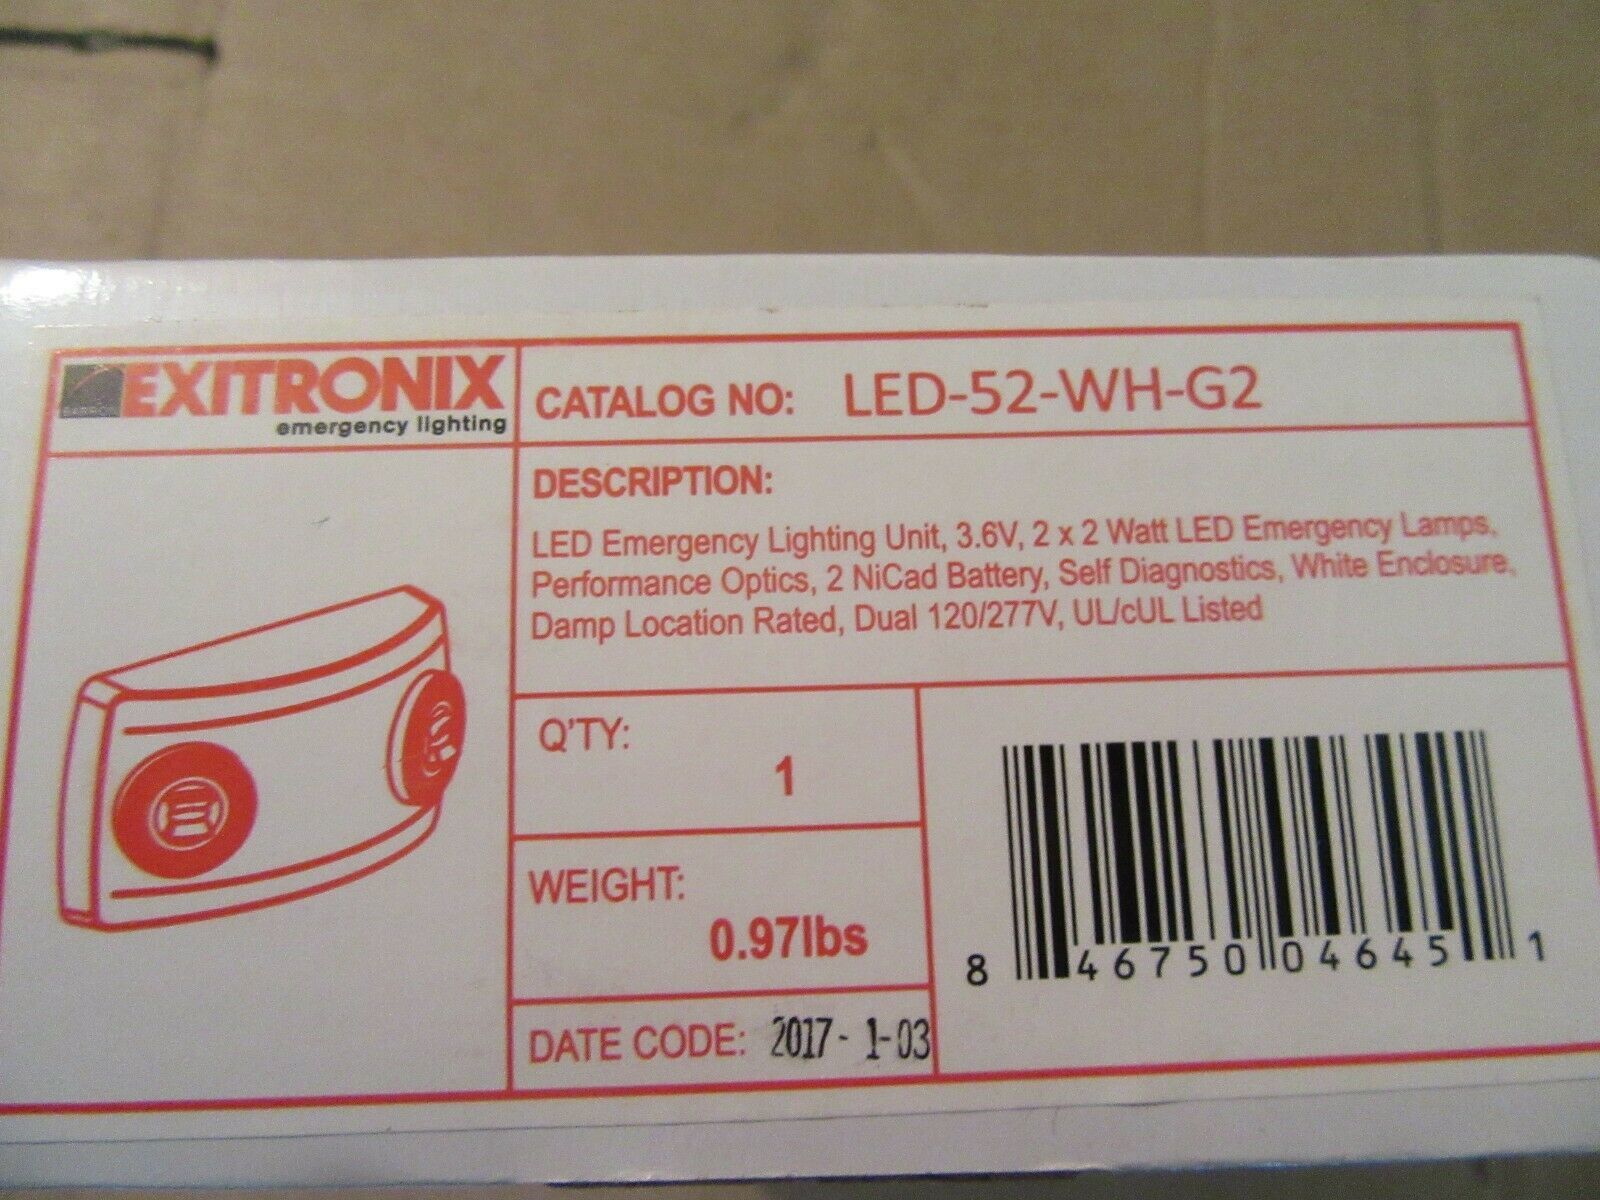 BARRON
EXITRONIX
emergency lighting
CATALOG NO: LED-52-WH-G2
DESCRIPTION:
LED Emergency Lighting Unit, 3.6V, 2 x 2 Watt LED Emergency Lamps,
Performance Optics, 2 NiCad Battery, Self Diagnostics, White Enclosure,
Damp Location Rated, Dual 120/277V, UL/cUL Listed
Q'TY:
1
WEIGHT:
0.97lbs
DATE CODE: 2017- 1-03
8 46750 04645 1